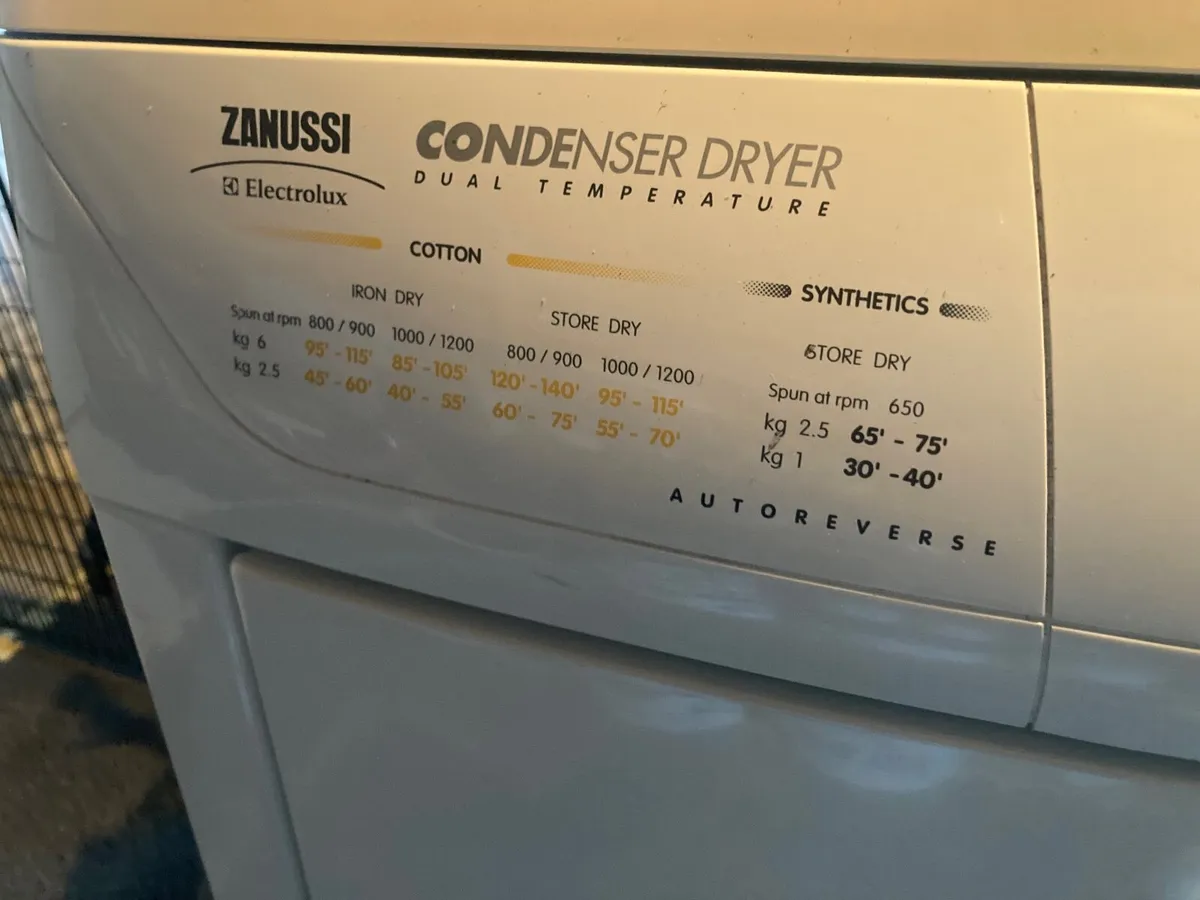 ZANUSSI
Electrolux
CONDENSER DRYER
DUAL TEMPERATURE
COTTON
IRON DRY
STORE DRY
Spun at rpm 800 / 900 1000 / 1200 800 / 900 1000 / 1200
kg 6 95' - 115' 85' - 105' 120' - 140' 95' - 115'
kg 2.5 45' - 60' 40' - 55' 60' - 75' 55' - 70'
SYNTHETICS
STORE DRY
Spun at rpm 650
kg 2.5 65' - 75'
kg 1 30' - 40'
AUTOREVERSE